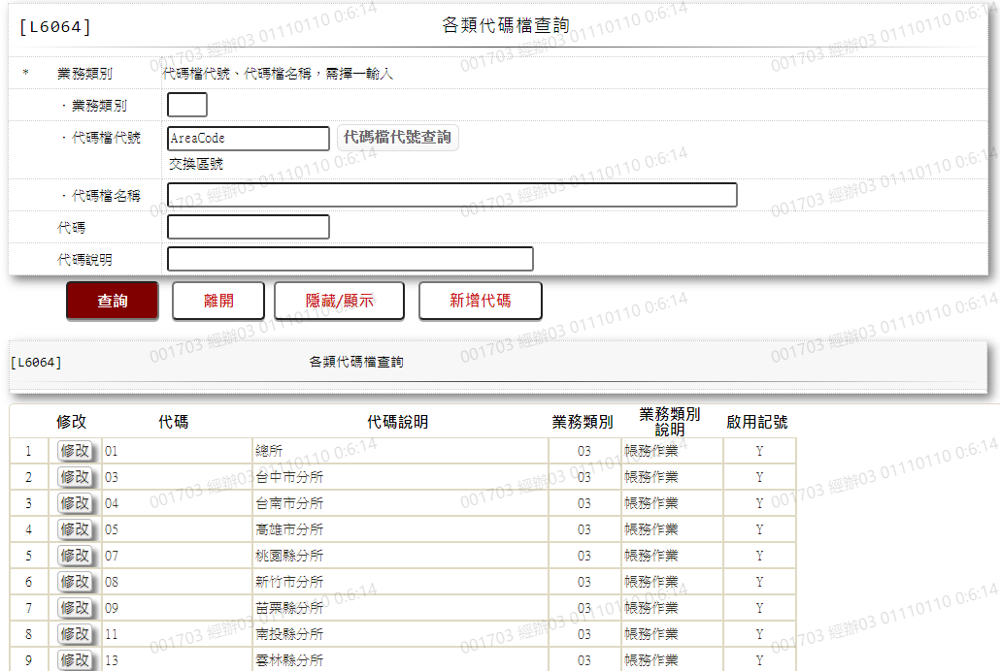 [L6064] 各類代碼檔查詢
* 業務類別 代碼檔代號、代碼檔名稱，需擇一輸入
．業務類別
．代碼檔代號 AreaCode 代碼檔代號查詢
交換區號
．代碼檔名稱
代碼
代碼說明
查詢 離開 隱藏/顯示 新增代碼
[L6064] 各類代碼檔查詢
修改 代碼 代碼說明 業務類別 業務類別說明 啟用記號
1 修改 01 總所 03 帳務作業 Y
2 修改 03 台中市分所 03 帳務作業 Y
3 修改 04 台南市分所 03 帳務作業 Y
4 修改 05 高雄市分所 03 帳務作業 Y
5 修改 07 桃園縣分所 03 帳務作業 Y
6 修改 08 新竹市分所 03 帳務作業 Y
7 修改 09 苗栗縣分所 03 帳務作業 Y
8 修改 11 南投縣分所 03 帳務作業 Y
9 修改 13 雲林縣分所 03 帳務作業 Y
001703 經辦03 01110110 0:6:14